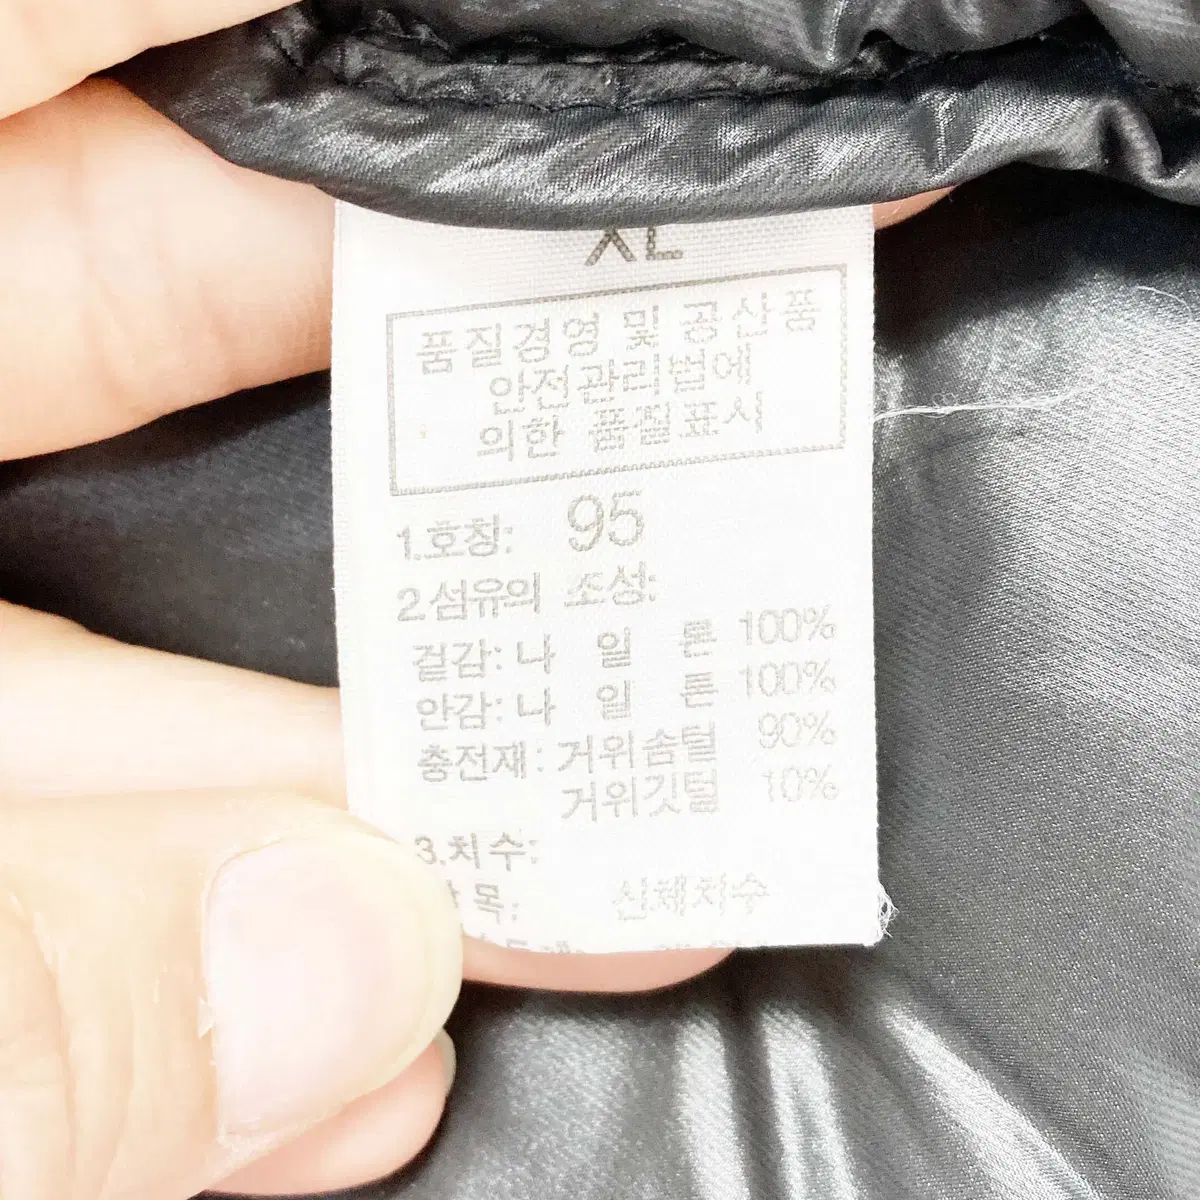 XL
품질경영 및 공산품
안전관리법에
의한 품질표시
1.호칭: 95
2.섬유의 조성:
겉감: 나 일 론 100%
안감: 나 일 론 100%
충전재: 거위솜털 90%
거위깃털 10%
3.치수:
목: 신체치수